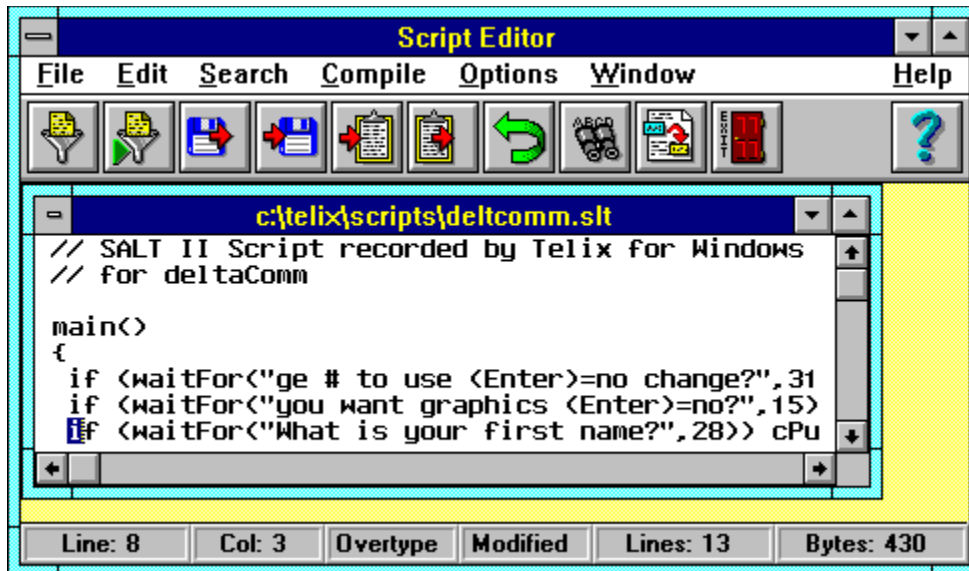 Script Editor
File Edit Search Compile Options Window Help
ABCD
EXIT
?
c:\telix\scripts\deltcomm.slt
// SALT II Script recorded by Telix for Windows
// for deltaComm
main()
{
if (waitFor("ge # to use (Enter)=no change?",31
if (waitFor("you want graphics (Enter)=no?",15)
if (waitFor("What is your first name?",28)) cPu
Line: 8 Col: 3 Overtype Modified Lines: 13 Bytes: 430